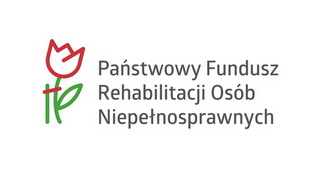 Państwowy Fundusz
Rehabilitacji Osób
Niepełnosprawnych